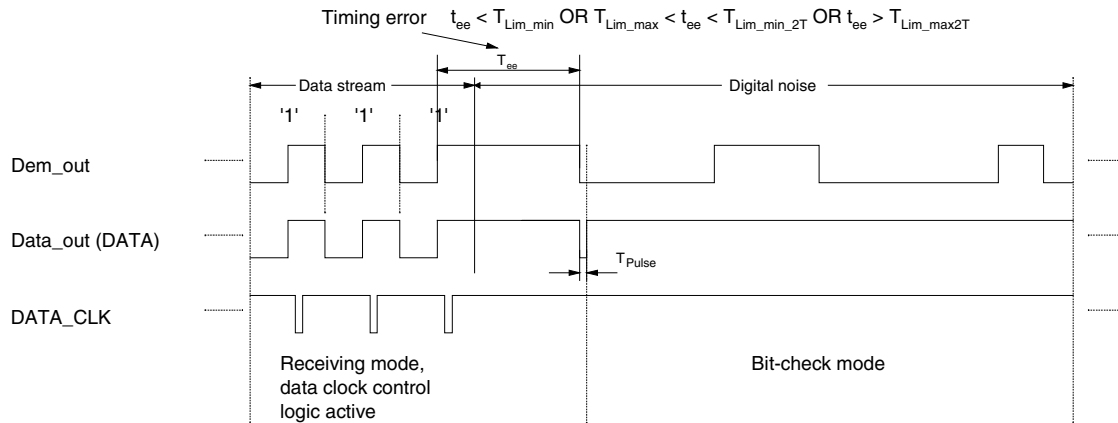 Timing error t_ee < T_Lim_min OR T_Lim_max < t_ee < T_Lim_min_2T OR t_ee > T_Lim_max2T
T_ee
Data stream Digital noise
'1' '1' '1'
Dem_out
Data_out (DATA)
T_Pulse
DATA_CLK
Receiving mode,
data clock control
logic active
Bit-check mode